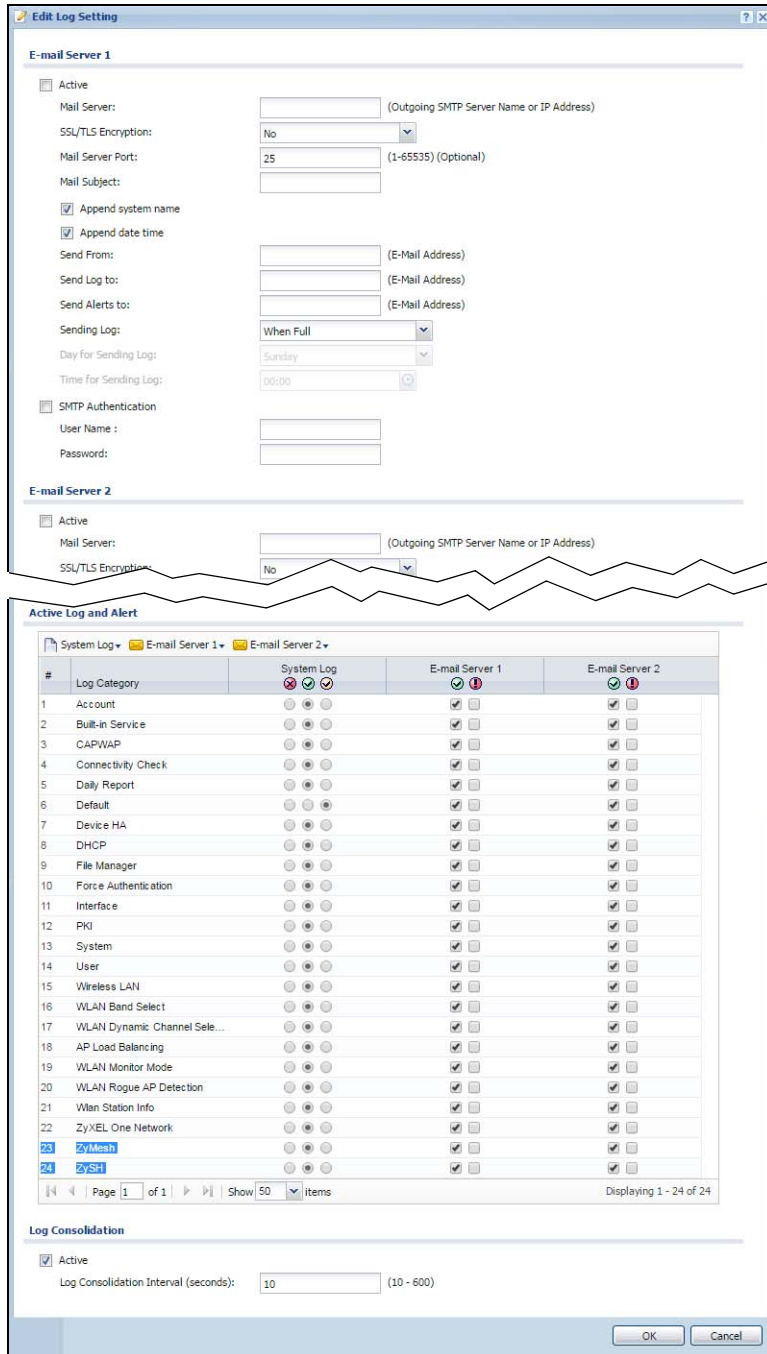 Edit Log Setting
E-mail Server 1
Active
Mail Server: (Outgoing SMTP Server Name or IP Address)
SSL/TLS Encryption: No
Mail Server Port: 25 (1-65535) (Optional)
Mail Subject:
Append system name
Append date time
Send From: (E-Mail Address)
Send Log to: (E-Mail Address)
Send Alerts to: (E-Mail Address)
Sending Log: When Full
Day for Sending Log: Sunday
Time for Sending Log: 00:00
SMTP Authentication
User Name :
Password:
E-mail Server 2
Active
Mail Server: (Outgoing SMTP Server Name or IP Address)
SSL/TLS Encryption: No
Active Log and Alert
System Log E-mail Server 1 E-mail Server 2
# Log Category System Log E-mail Server 1 E-mail Server 2
1 Account
2 Built-in Service
3 CAPWAP
4 Connectivity Check
5 Daily Report
6 Default
7 Device HA
8 DHCP
9 File Manager
10 Force Authentication
11 Interface
12 PKI
13 System
14 User
15 Wireless LAN
16 WLAN Band Select
17 WLAN Dynamic Channel Sele...
18 AP Load Balancing
19 WLAN Monitor Mode
20 WLAN Rogue AP Detection
21 Wlan Station Info
22 ZyXEL One Network
23 ZyMesh
24 ZySH
Page 1 of 1 Show 50 items Displaying 1 - 24 of 24
Log Consolidation
Active
Log Consolidation Interval (seconds): 10 (10 - 600)
OK Cancel